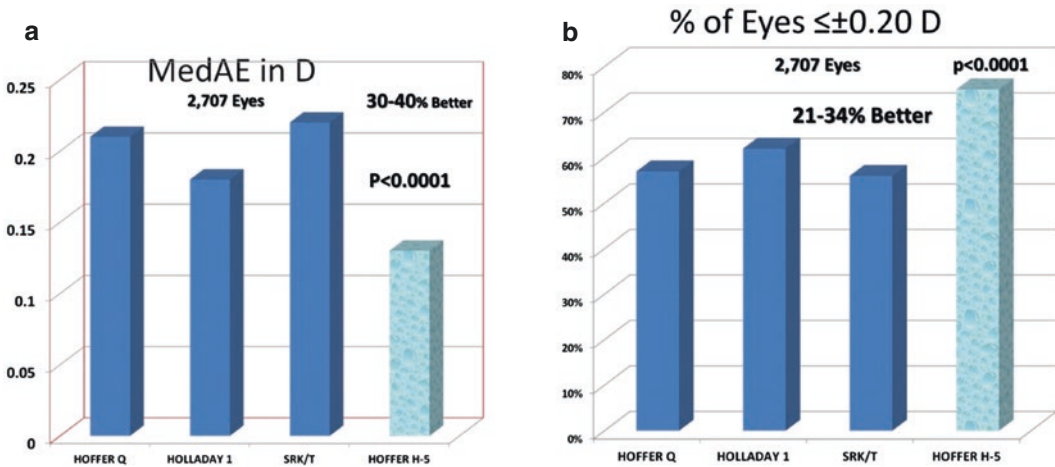 a
MedAE in D
2,707 Eyes
30-40% Better
P<0.0001
0.25
0.2
0.15
0.1
0.05
0
HOFFER Q
HOLLADAY 1
SRK/T
HOFFER H-5
b
% of Eyes ≤±0.20 D
2,707 Eyes
p<0.0001
21-34% Better
80%
70%
60%
50%
40%
30%
20%
10%
0%
HOFFER Q
HOLLADAY 1
SRK/T
HOFFER H-5